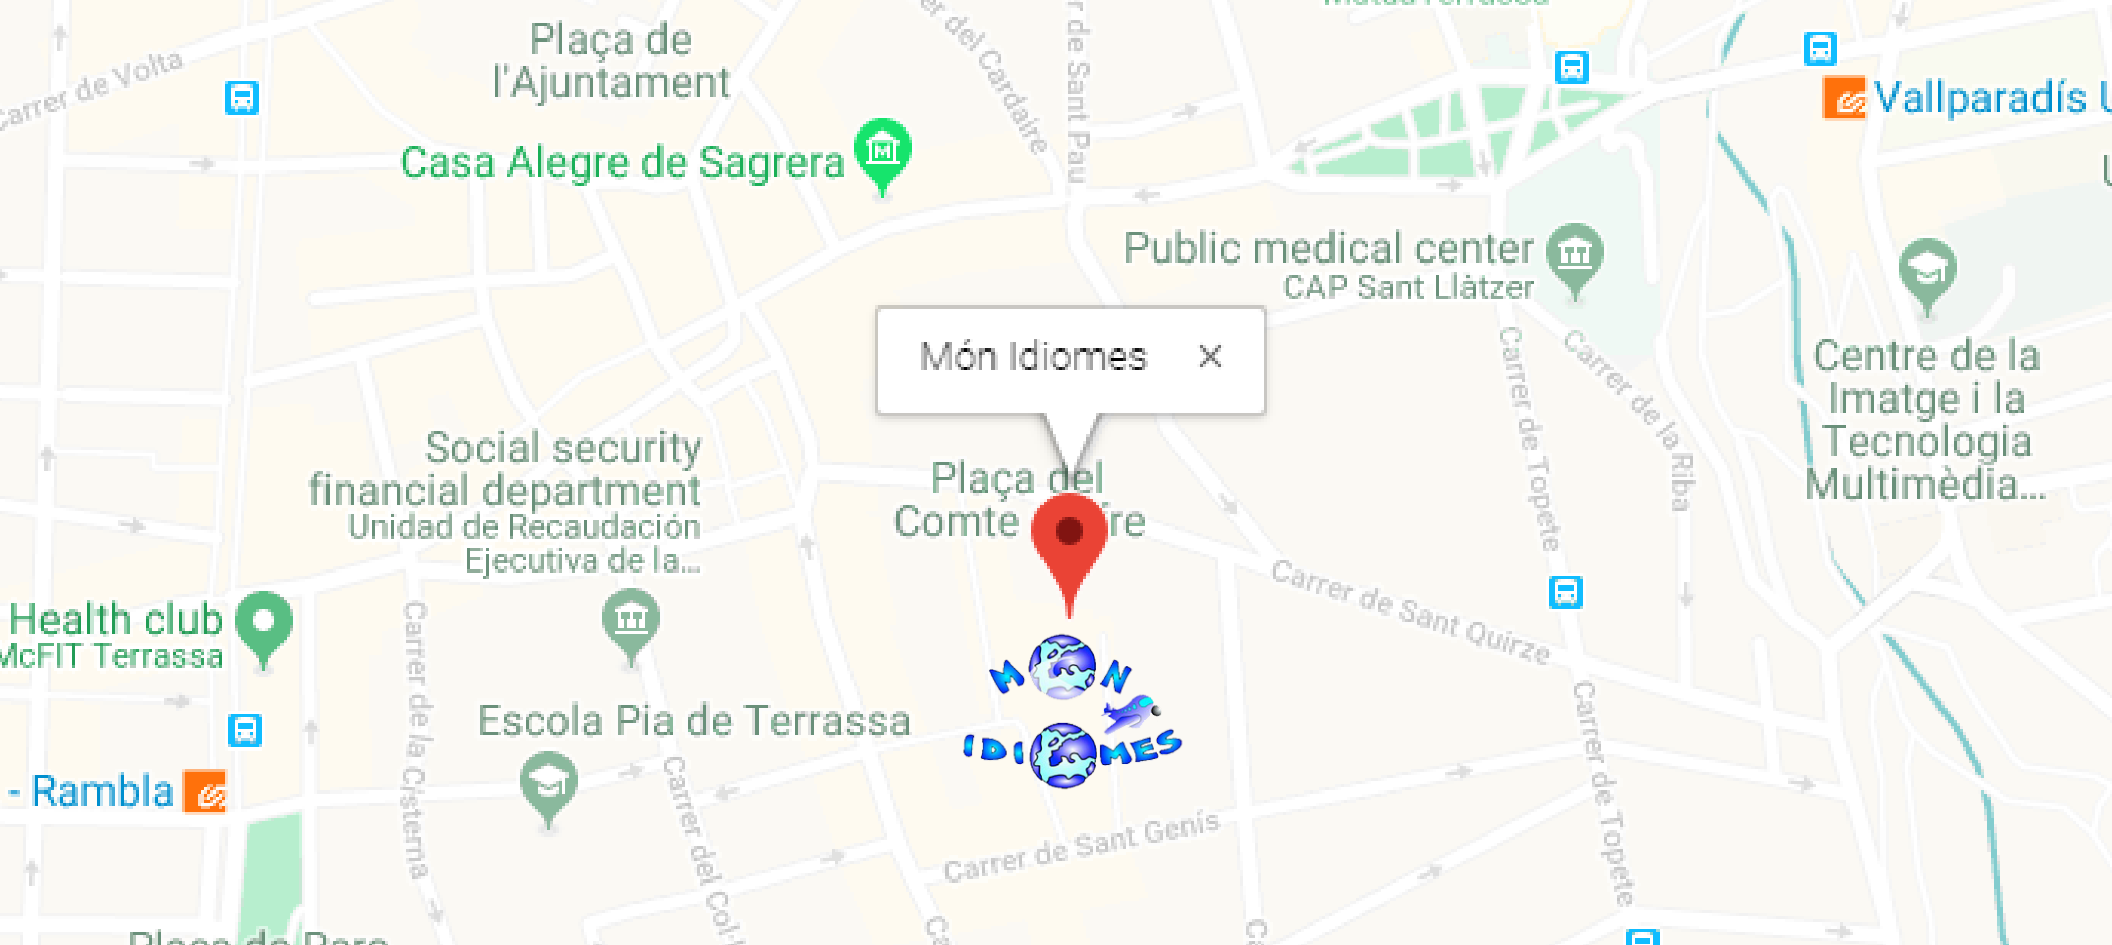 Plaça de
l'Ajuntament
Carrer de Volta
Casa Alegre de Sagrera
del Cardaire
de Sant Pau
Vallparadís
Public medical center
CAP Sant Llàtzer
Món Idiomes
Carrer de Topete
Carrer de la Riba
Centre de la
Imatge i la
Tecnologia
Multimèdia...
Social security
financial department
Unidad de Recaudación
Ejecutiva de la...
Plaça del
Comte
Carrer de Sant Quirze
Health club
McFIT Terrassa
Carrer de la Cisterna
MON
IDIOMES
Escola Pia de Terrassa
- Rambla
Carrer del Col·l
Carrer de Sant Genís
Carrer de Topete